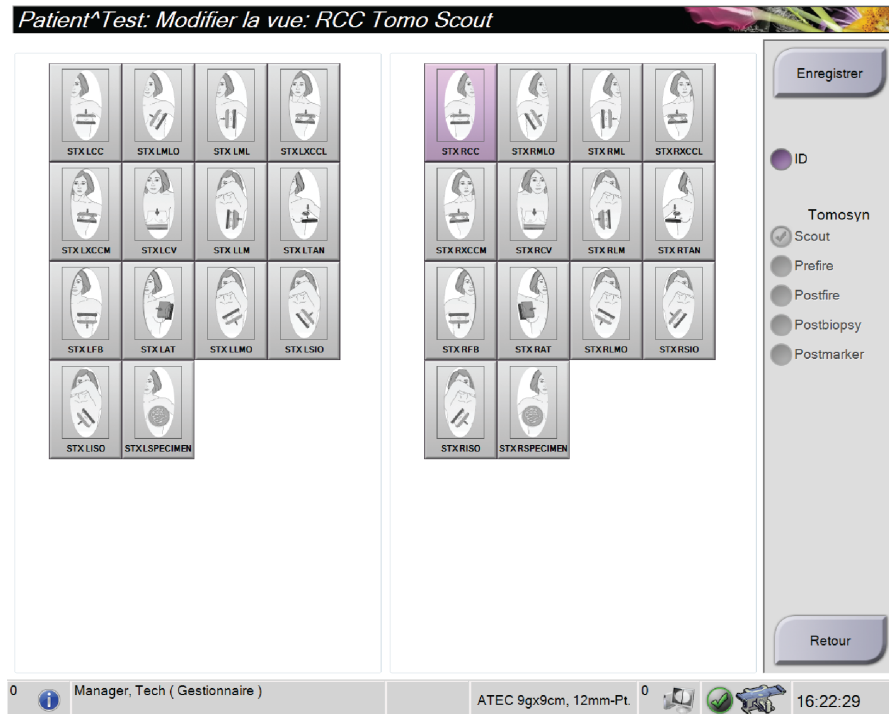 Patient^Test: Modifier la vue: RCC Tomo Scout
STX LCC STX LMLO STX LML STX LXCCL
STX LXCCM STX LCV STX LLM STX LTAN
STX LFB STX LAT STX LLMO STX LSIO
STX LISO STX LSPECIMEN
STX RCC STX RMLO STX RML STX RXCCL
STX RXCCM STX RCV STX RLM STX RTAN
STX RFB STX RAT STX RLMO STX RSIO
STX RISO STX RSPECIMEN
Enregistrer
ID
Tomosyn
Scout
Prefire
Postfire
Postbiopsy
Postmarker
Retour
0 Manager, Tech ( Gestionnaire ) ATEC 9gx9cm, 12mm-Pt. 0 16:22:29